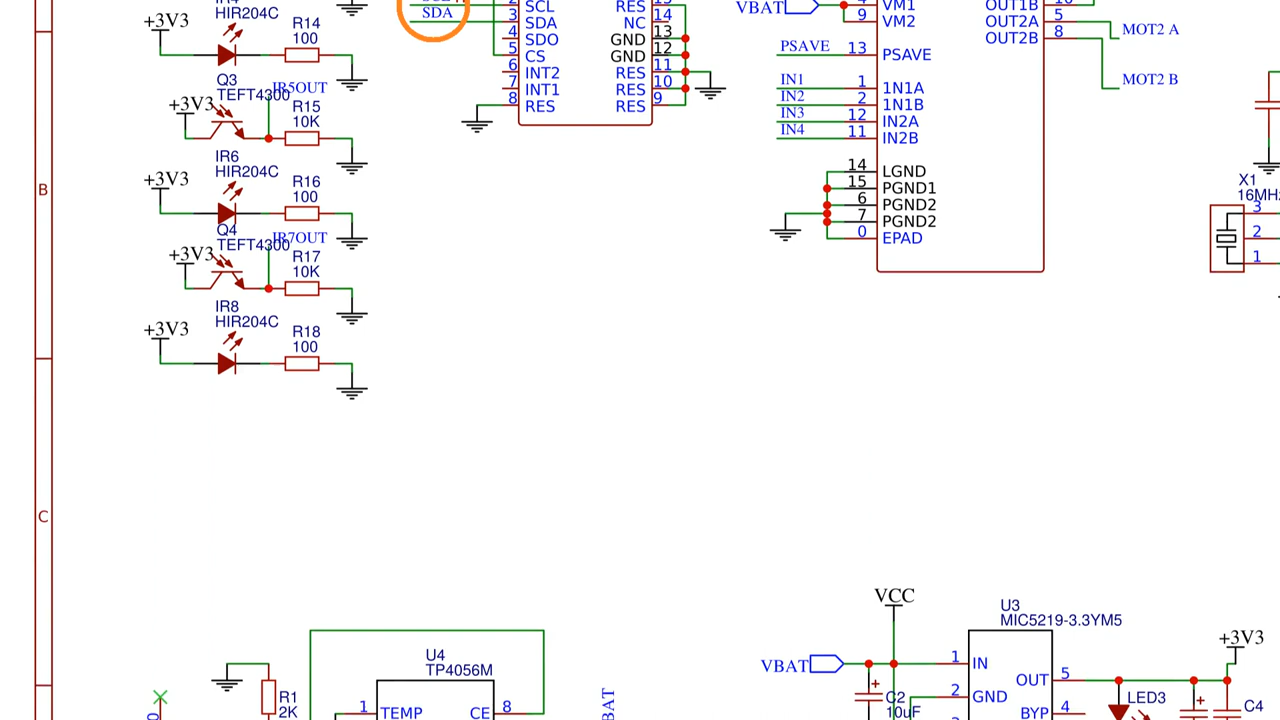 +3V3
HIR204C
R14
100
Q3
TEFT4300
IR5OUT
+3V3
R15
10K
IR6
HIR204C
+3V3
R16
100
Q4
TEFT4300
IR7OUT
+3V3
R17
10K
IR8
HIR204C
+3V3
R18
100
B
C
SDA
SCL
RES
3
SDA
NC
14
4
SDO
GND
13
5
CS
GND
12
6
INT2
RES
11
7
INT1
RES
10
8
RES
RES
9
VBAT
VM1
OUT1B
9
VM2
OUT2A
5
MOT2 A
OUT2B
8
PSAVE
13
PSAVE
MOT2 B
IN1
1
1N1A
IN2
2
1N1B
IN3
12
IN2A
IN4
11
IN2B
14
LGND
15
PGND1
6
PGND2
7
PGND2
0
EPAD
X1
3
2
1
VCC
U3
MIC5219-3.3YM5
+3V3
VBAT
1
IN
OUT
5
2
GND
BYP
4
C2
10uF
LED3
C4
U4
TP4056M
R1
2K
1
TEMP
CE
8